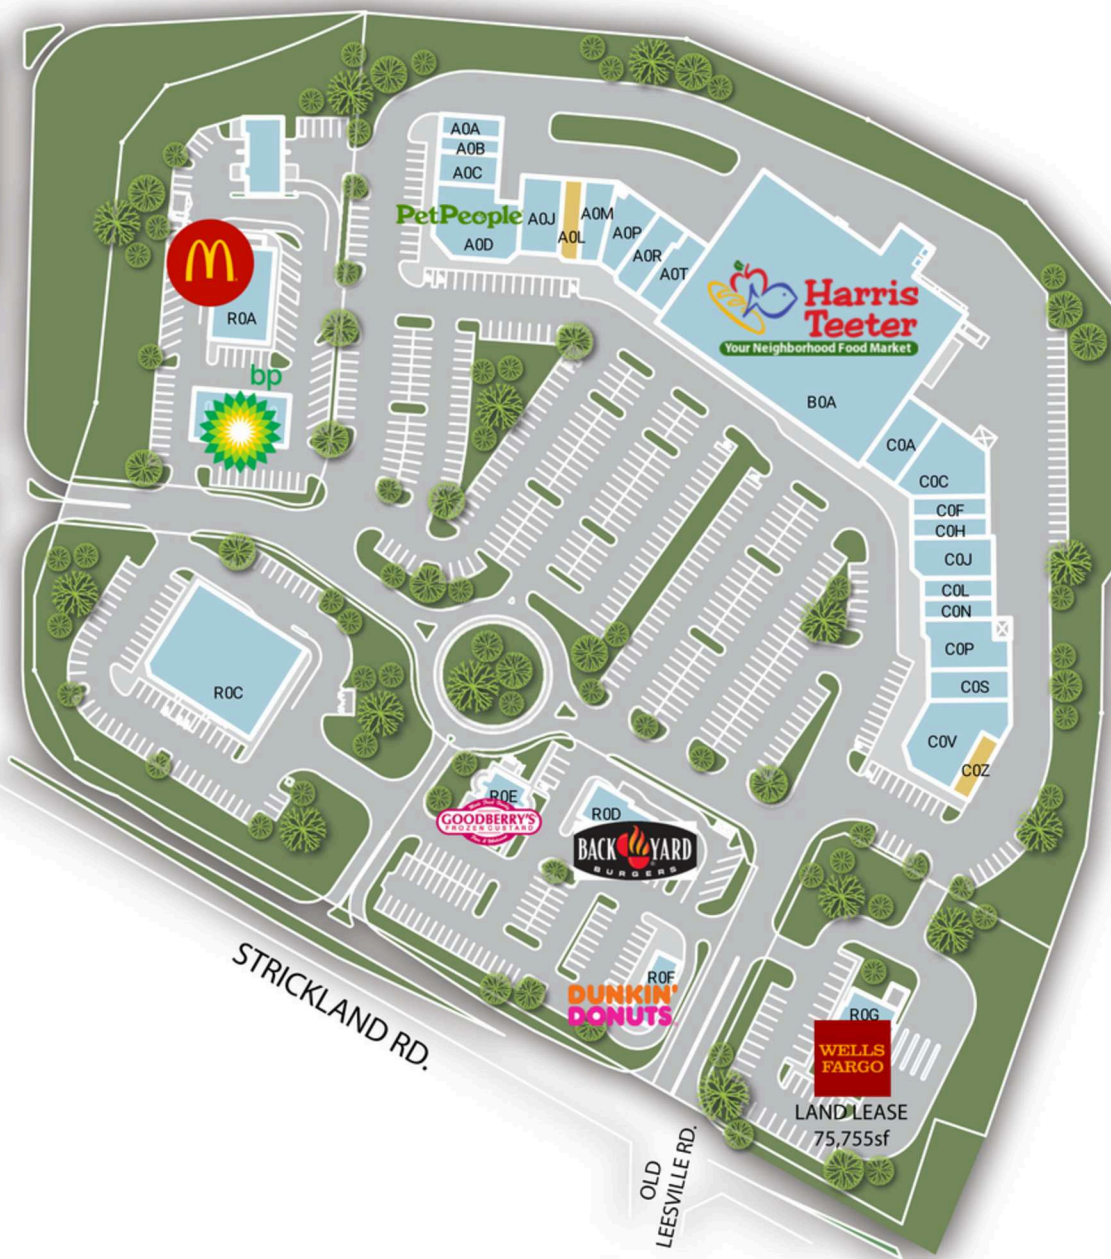 A0A
A0B
A0C
PetPeople
A0D
A0J
A0L
A0M
A0P
A0R
A0T
Harris
Teeter
Your Neighborhood Food Market
B0A
R0A
bp
C0A
C0C
C0F
C0H
C0J
C0L
C0N
C0P
C0S
C0V
C0Z
R0C
R0E
GOODBERRY'S
FROZEN CUSTARD
R0D
BACK YARD
BURGERS
R0F
DUNKIN'
DONUTS
R0G
WELLS
FARGO
LAND LEASE
75,755sf
STRICKLAND RD.
OLD
LEESVILLE RD.